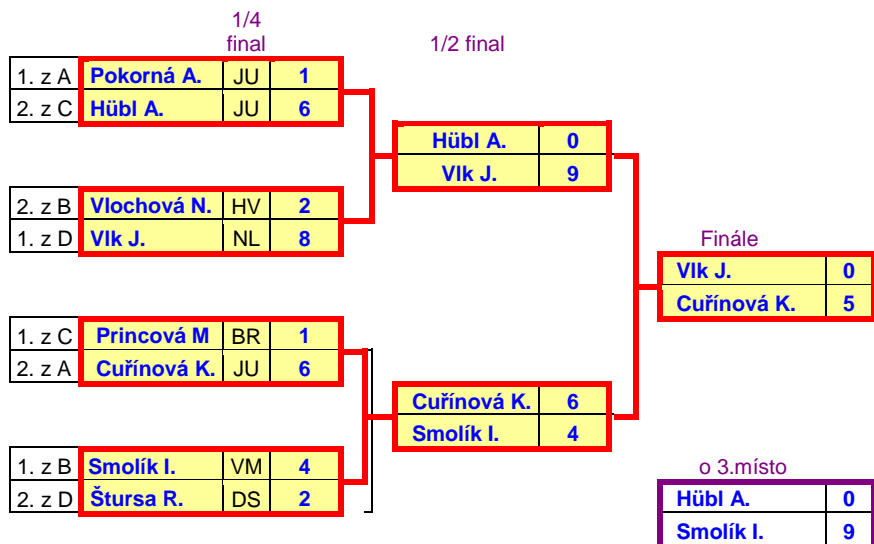 1/4
final
1/2 final
1. z A Pokorná A. JU 1
2. z C Hübl A. JU 6
Hübl A. 0
Vlk J. 9
2. z B Vlochová N. HV 2
1. z D Vlk J. NL 8
Finále
Vlk J. 0
Cuřínová K. 5
1. z C Princová M BR 1
2. z A Cuřínová K. JU 6
Cuřínová K. 6
Smolík I. 4
1. z B Smolík I. VM 4
2. z D Štursa R. DS 2
o 3.místo
Hübl A. 0
Smolík I. 9